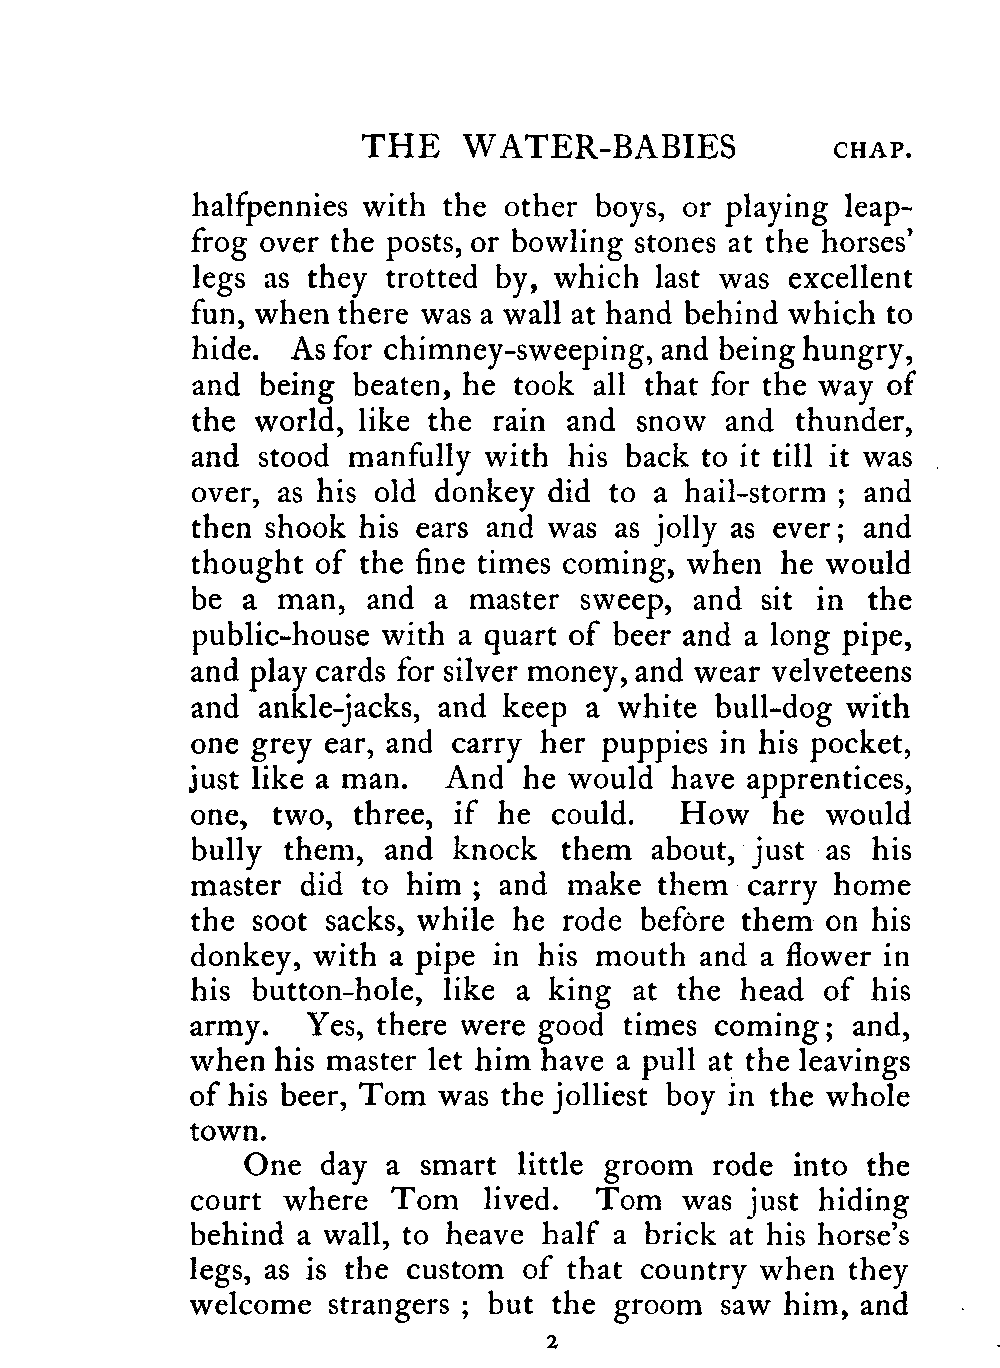 THE WATER-BABIES CHAP.
halfpennies with the other boys, or playing leap-
frog over the posts, or bowling stones at the horses'
legs as they trotted by, which last was excellent
fun, when there was a wall at hand behind which to
hide. As for chimney-sweeping, and being hungry,
and being beaten, he took all that for the way of
the world, like the rain and snow and thunder,
and stood manfully with his back to it till it was
over, as his old donkey did to a hail-storm ; and
then shook his ears and was as jolly as ever; and
thought of the fine times coming, when he would
be a man, and a master sweep, and sit in the
public-house with a quart of beer and a long pipe,
and play cards for silver money, and wear velveteens
and ankle-jacks, and keep a white bull-dog with
one grey ear, and carry her puppies in his pocket,
just like a man. And he would have apprentices,
one, two, three, if he could. How he would
bully them, and knock them about, just as his
master did to him ; and make them carry home
the soot sacks, while he rode before them on his
donkey, with a pipe in his mouth and a flower in
his button-hole, like a king at the head of his
army. Yes, there were good times coming; and,
when his master let him have a pull at the leavings
of his beer, Tom was the jolliest boy in the whole
town.
One day a smart little groom rode into the
court where Tom lived. Tom was just hiding
behind a wall, to heave half a brick at his horse's
legs, as is the custom of that country when they
welcome strangers ; but the groom saw him, and
2